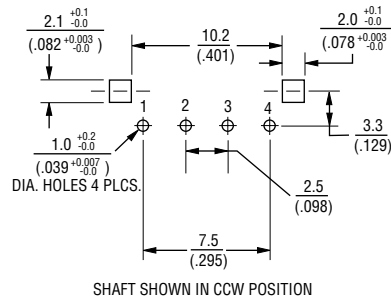 2.1 +0.1 -0.0
(.082 +0.003 -0.0)
10.2
(.401)
2.0 +0.1 -0.0
(.078 +0.003 -0.0)
1 2 3 4
3.3
(.129)
1.0 +0.2 -0.0
(.039 +0.007 -0.0)
DIA. HOLES 4 PLCS.
2.5
(.098)
7.5
(.295)
SHAFT SHOWN IN CCW POSITION